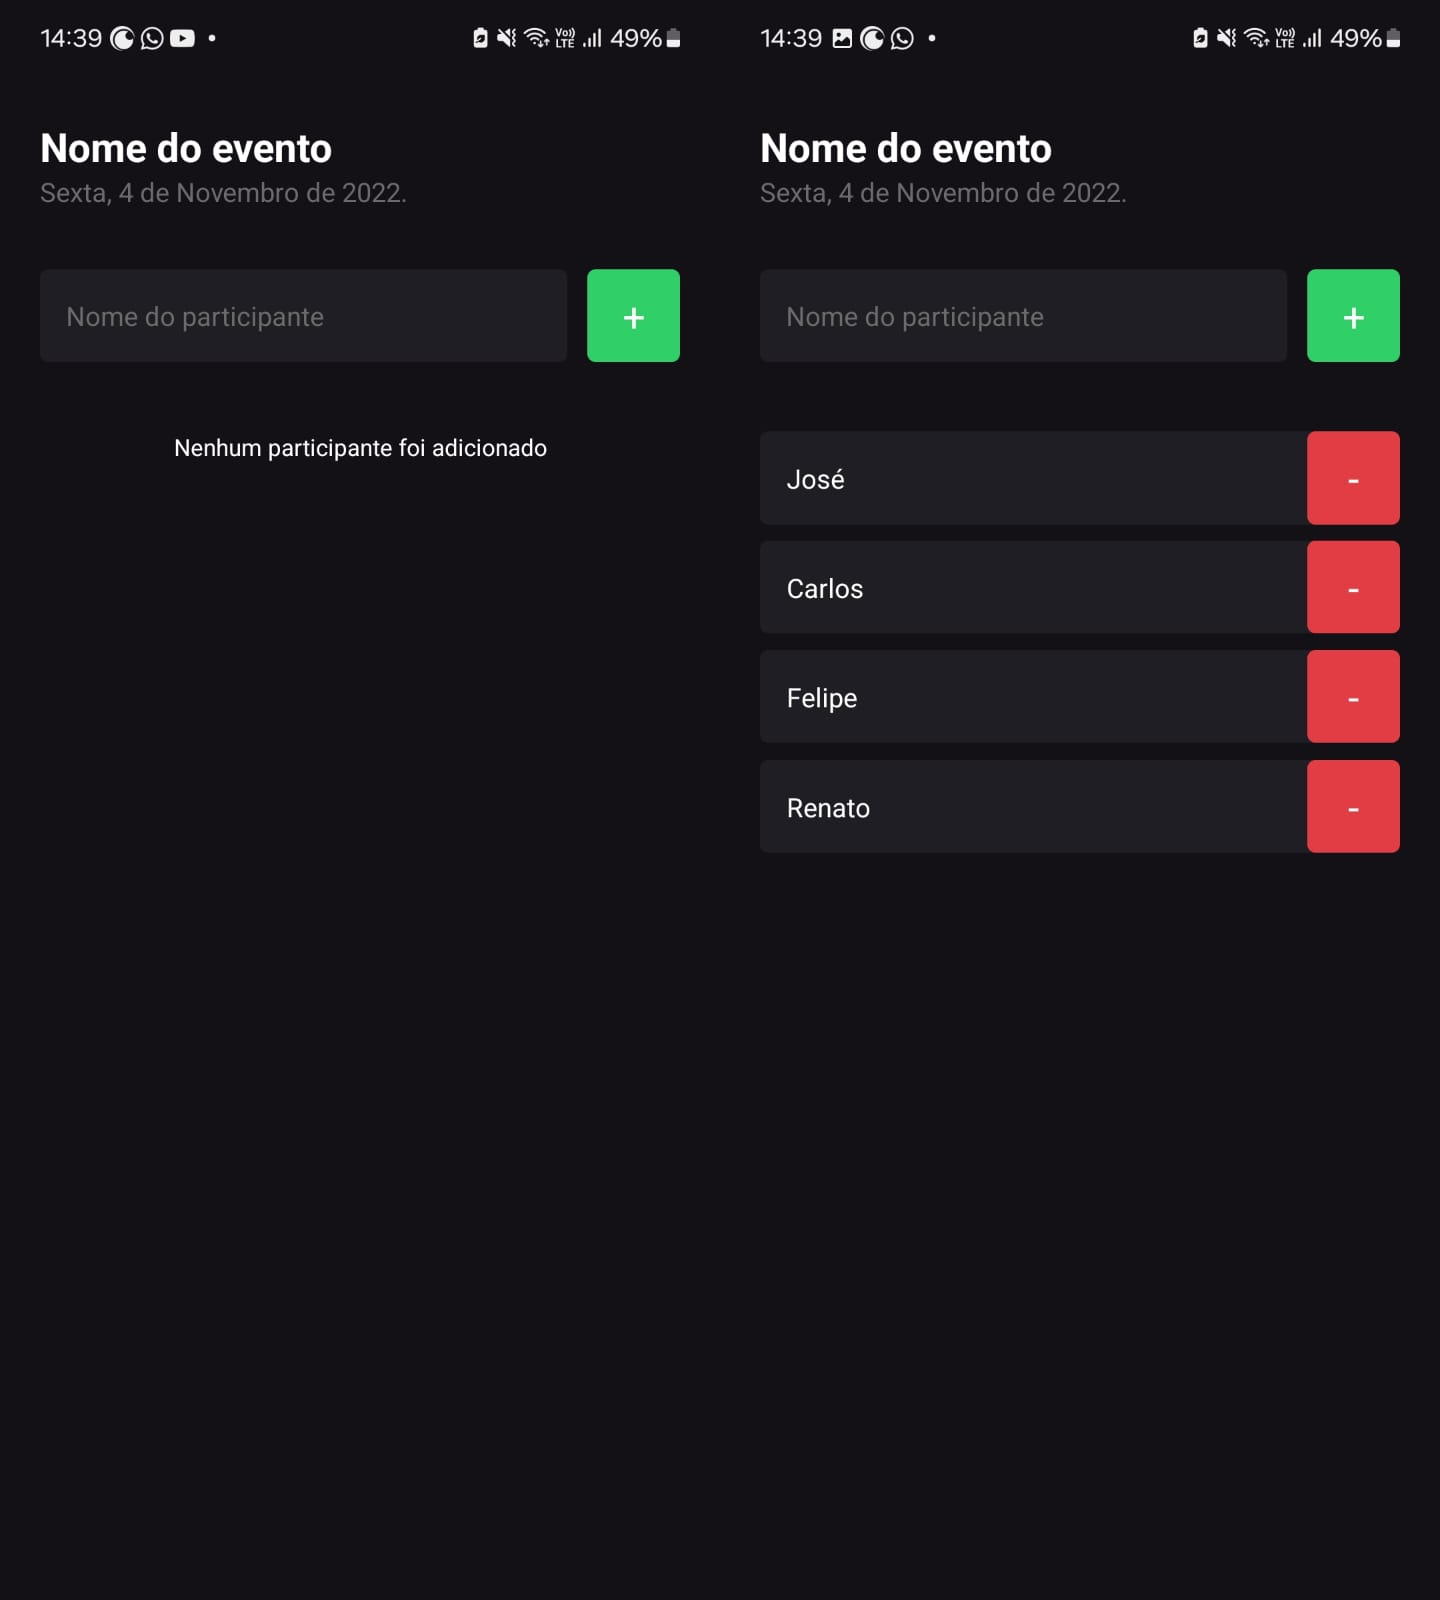 14:39
Vo)) LTE 49%
Nome do evento
Sexta, 4 de Novembro de 2022.
Nome do participante
+
Nenhum participante foi adicionado
14:39
Vo)) LTE 49%
Nome do evento
Sexta, 4 de Novembro de 2022.
Nome do participante
+
José
-
Carlos
-
Felipe
-
Renato
-